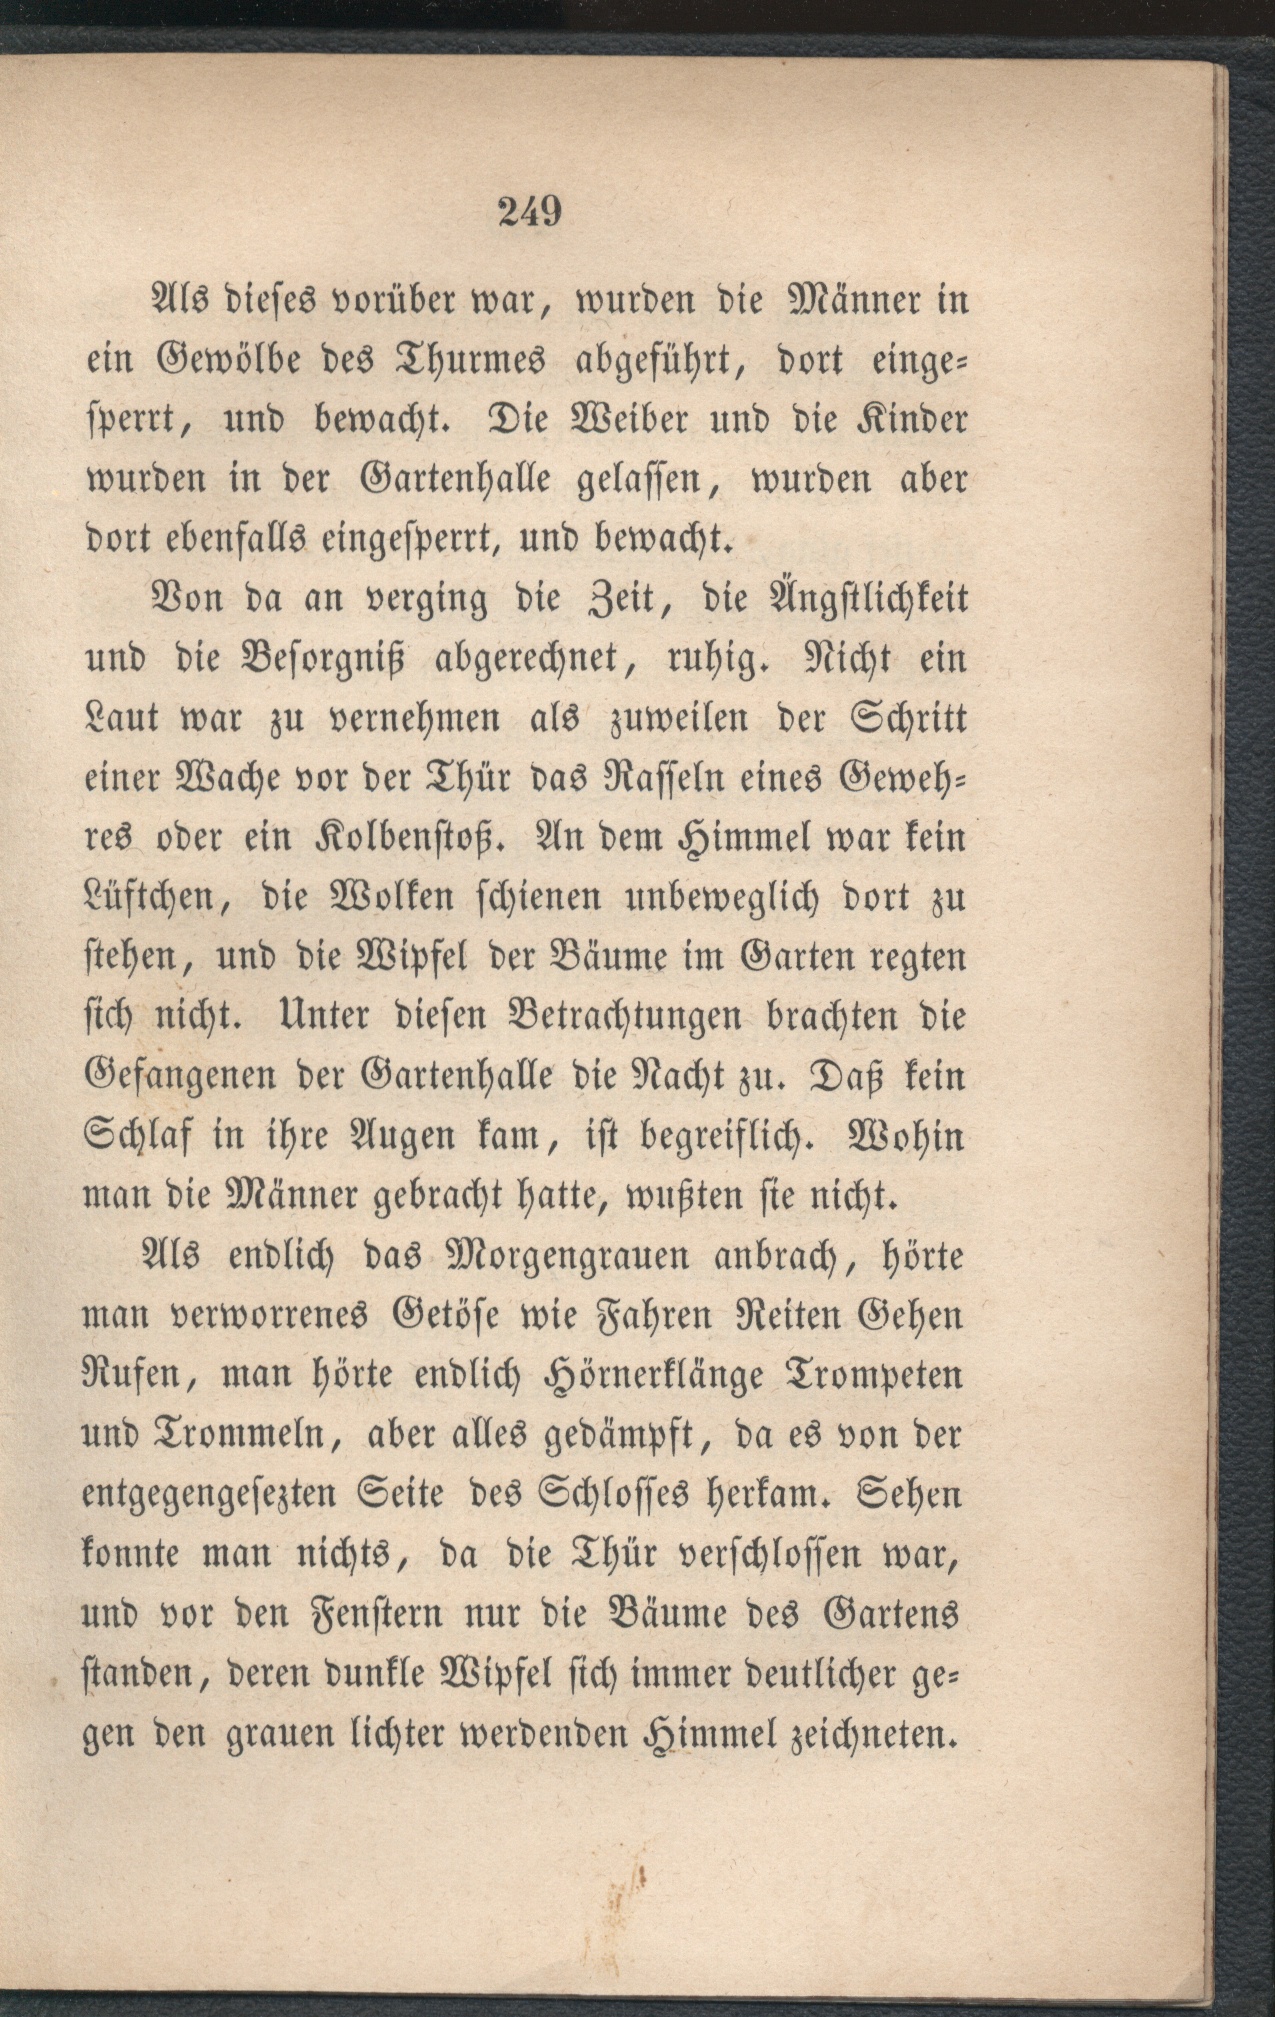 249
Als dieses vorüber war, wurden die Männer in
ein Gewölbe des Thurmes abgeführt, dort einge-
sperrt, und bewacht. Die Weiber und die Kinder
wurden in der Gartenhalle gelassen, wurden aber
dort ebenfalls eingesperrt, und bewacht.
Von da an verging die Zeit, die Ängstlichkeit
und die Besorgniß abgerechnet, ruhig. Nicht ein
Laut war zu vernehmen als zuweilen der Schritt
einer Wache vor der Thür das Rasseln eines Geweh-
res oder ein Kolbenstoß. An dem Himmel war kein
Lüftchen, die Wolken schienen unbeweglich dort zu
stehen, und die Wipfel der Bäume im Garten regten
sich nicht. Unter diesen Betrachtungen brachten die
Gefangenen der Gartenhalle die Nacht zu. Daß kein
Schlaf in ihre Augen kam, ist begreiflich. Wohin
man die Männer gebracht hatte, wußten sie nicht.
Als endlich das Morgengrauen anbrach, hörte
man verworrenes Getöse wie Fahren Reiten Gehen
Rufen, man hörte endlich Hörnerklänge Trompeten
und Trommeln, aber alles gedämpft, da es von der
entgegengesezten Seite des Schlosses herkam. Sehen
konnte man nichts, da die Thür verschlossen war,
und vor den Fenstern nur die Bäume des Gartens
standen, deren dunkle Wipfel sich immer deutlicher ge-
gen den grauen lichter werdenden Himmel zeichneten.